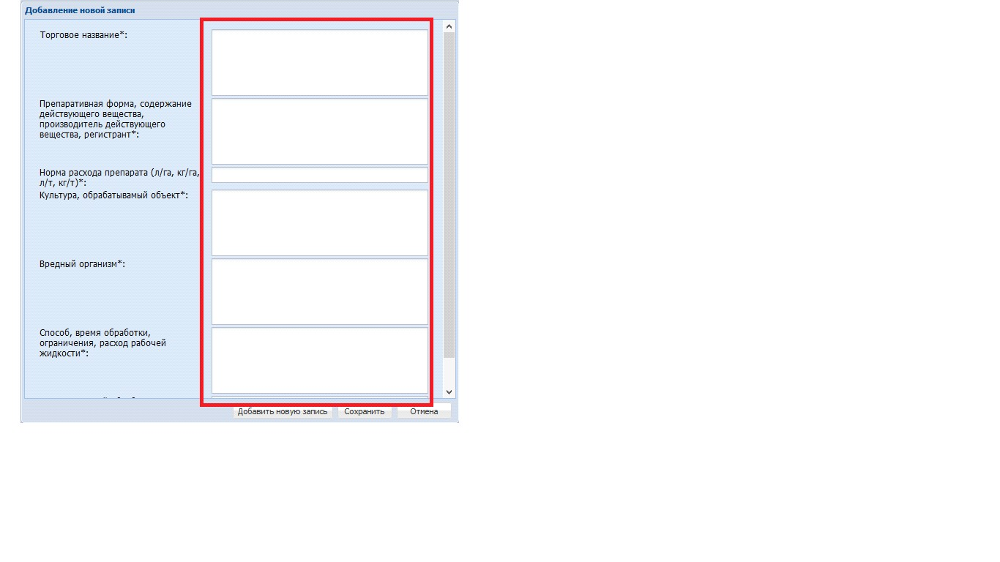 Добавление новой записи
Торговое название*:
Препаративная форма, содержание
действующего вещества,
производитель действующего
вещества, регистрант*:
Норма расхода препарата (л/га, кг/га,
л/т, кг/т)*:
Культура, обрабатывамый объект*:
Вредный организм*:
Способ, время обработки,
ограничения, расход рабочей
жидкости*:
Добавить новую запись Сохранить Отмена